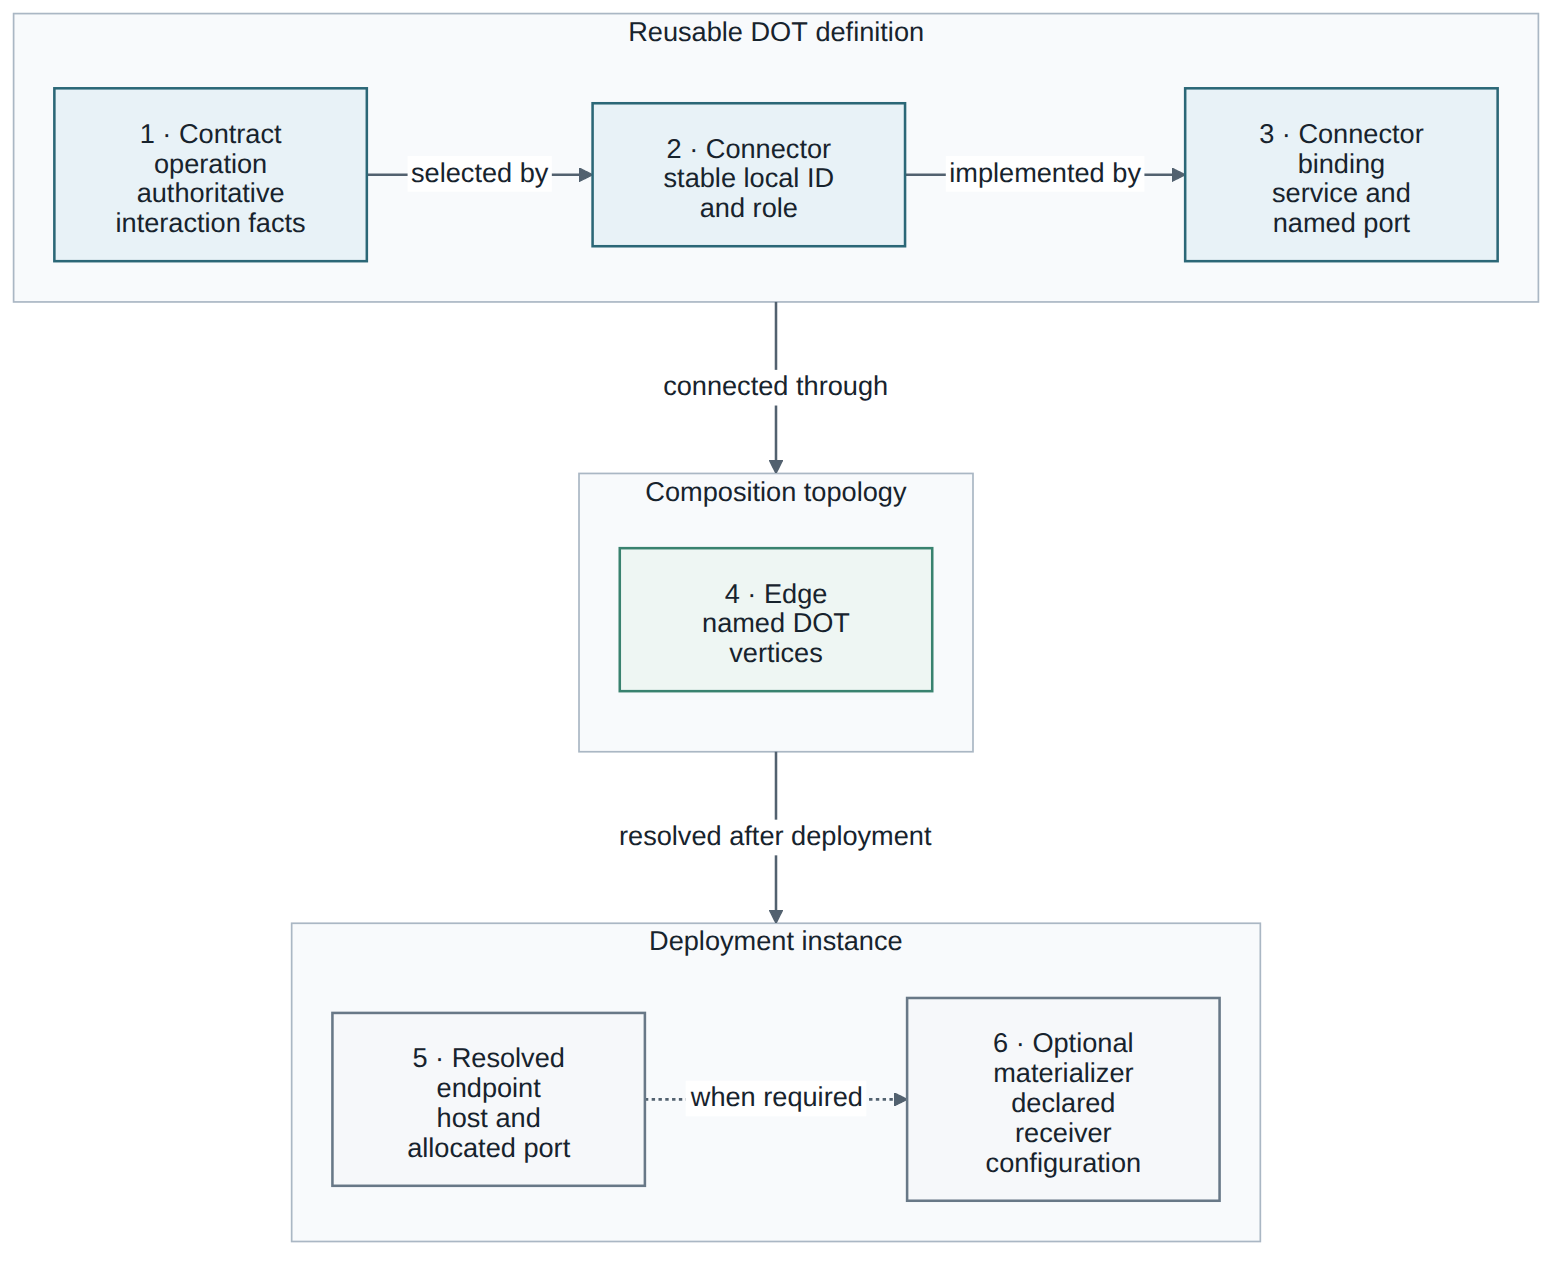 Reusable DOT definition
1 · Contract
operation
authoritative
interaction facts
selected by
2 · Connector
stable local ID
and role
implemented by
3 · Connector
binding
service and
named port
connected through
Composition topology
4 · Edge
named DOT
vertices
resolved after deployment
Deployment instance
5 · Resolved
endpoint
host and
allocated port
when required
6 · Optional
materializer
declared
receiver
configuration